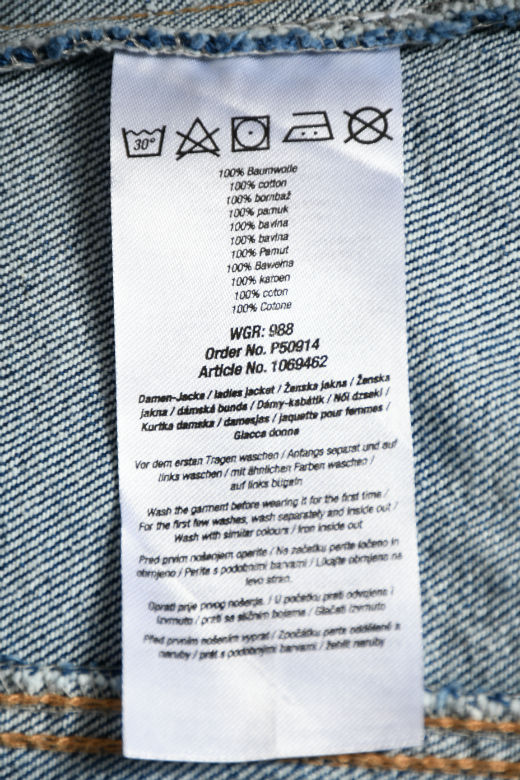 30°
100% Baumwolle
100% cotton
100% bombaž
100% pamuk
100% bavlna
100% bavlna
100% Pamut
100% Bawełna
100% katoen
100% coton
100% Cotone
WGR: 988
Order No. P50914
Article No. 1069462
Damen-Jacke / ladies jacket / Ženska jakna / Ženska
jakna / dámská bunda / Dámy-kabátik / Női dzseki /
Kurtka damska / damesjas / jaquette pour femmes /
Giacca donna
Vor dem ersten Tragen waschen / Anfangs separat und auf
links waschen / mit ähnlichen Farben waschen /
auf links bügeln
Wash the garment before wearing it for the first time /
For the first few washes, wash separately and inside out /
Wash with similar colours / Iron inside out
Pred prvim nošenjem operite / Na začetku perite ločeno in
obrnjeno / Perite s podobnimi barvami / Likajte obrnjeno na
levo stran.
Oprati prije prvog nošenja. / U početku prati odvojeno i
izvrnuto / prati sa sličnim bojama / Glačati izvrnuto
Před prvním nošením vyprat / Zpočátku perte odděleně a
naruby / prát s podobnými barvami / žehlit naruby